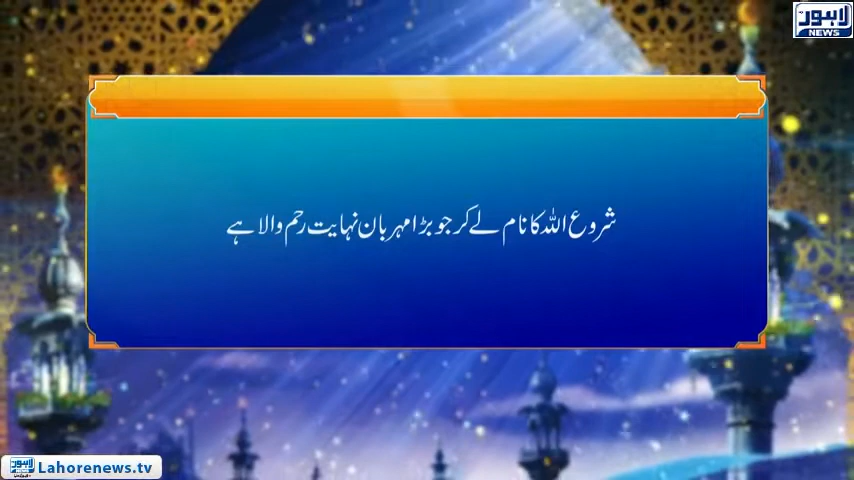 لاہور
NEWS
شروع اللہ کا نام لے کر جو بڑا مہربان نہایت رحم والا ہے
Lahorenews.tv